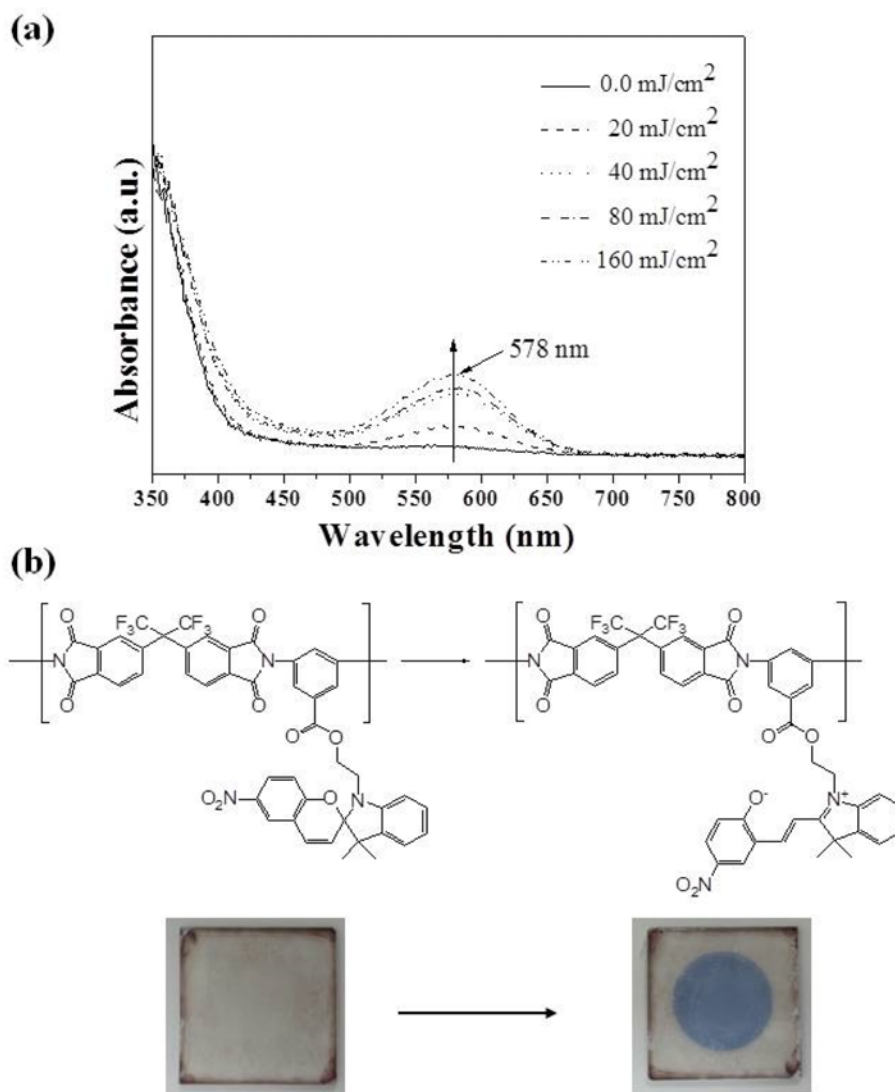 (a)
0.0 mJ/cm²
20 mJ/cm²
40 mJ/cm²
80 mJ/cm²
160 mJ/cm²
578 nm
Absorbance (a.u.)
350 400 450 500 550 600 650 700 750 800
Wavelength (nm)
(b)
O F₃C CF₃ O O F₃C CF₃ O
N N N N
O O O O
O O O O
O₂N O N O⁻ N⁺
O₂N